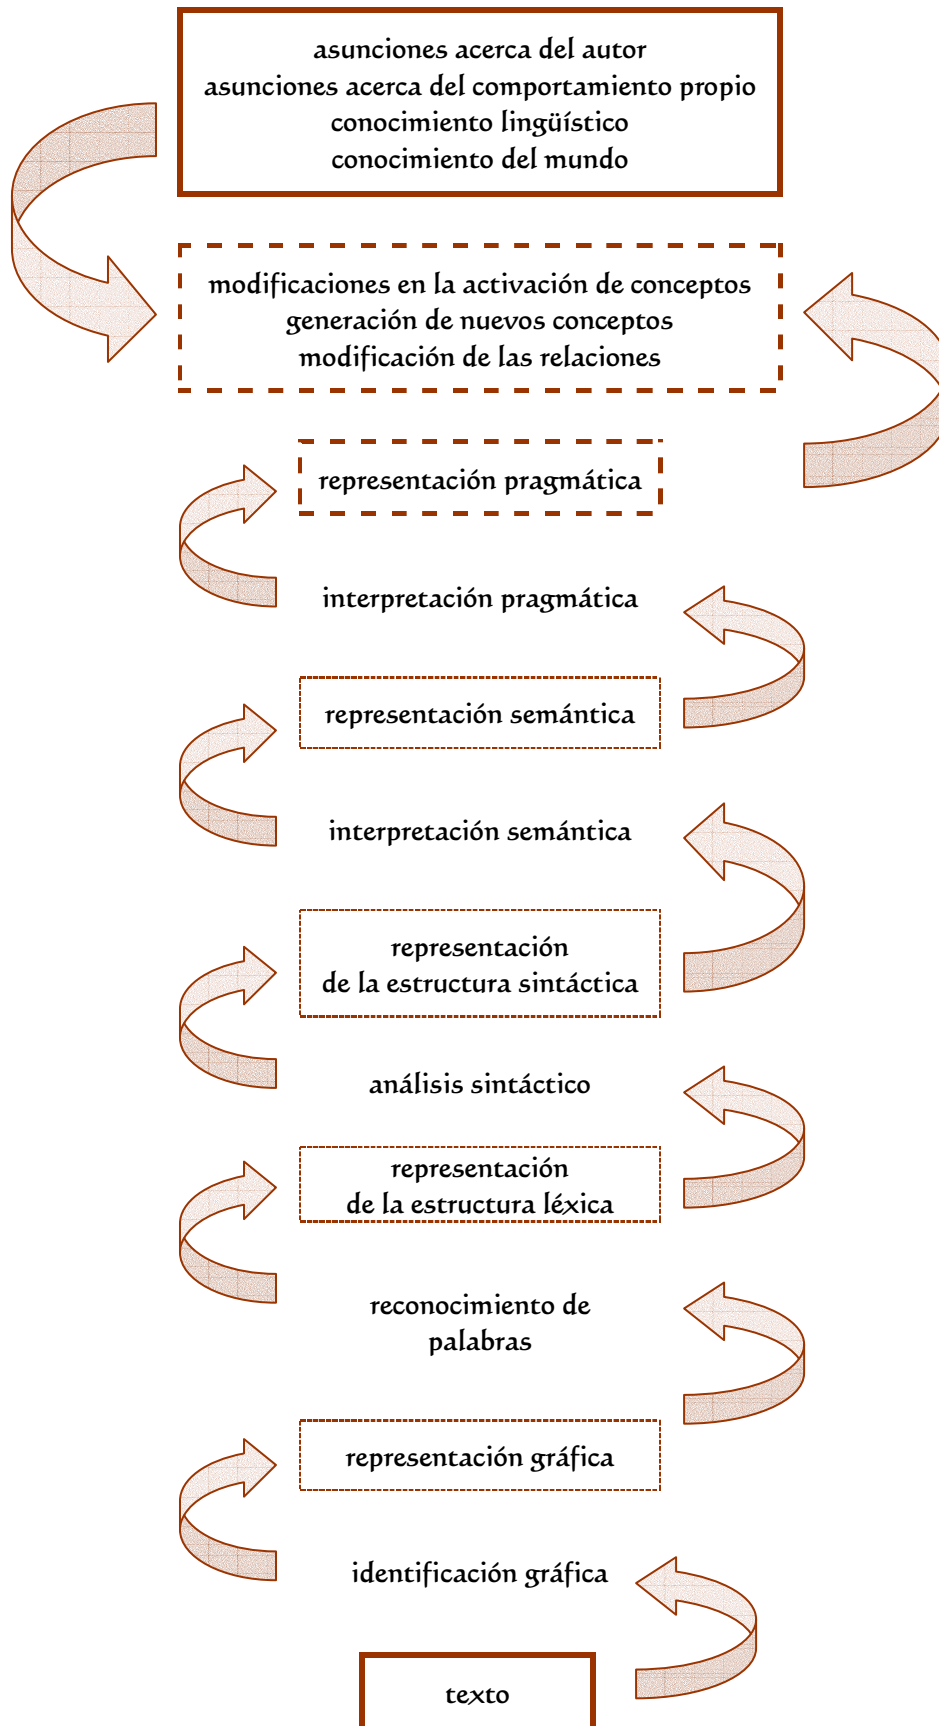 asunciones acerca del autor
asunciones acerca del comportamiento propio
conocimiento lingüístico
conocimiento del mundo
modificaciones en la activación de conceptos
generación de nuevos conceptos
modificación de las relaciones
representación pragmática
interpretación pragmática
representación semántica
interpretación semántica
representación
de la estructura sintáctica
análisis sintáctico
representación
de la estructura léxica
reconocimiento de
palabras
representación gráfica
identificación gráfica
texto